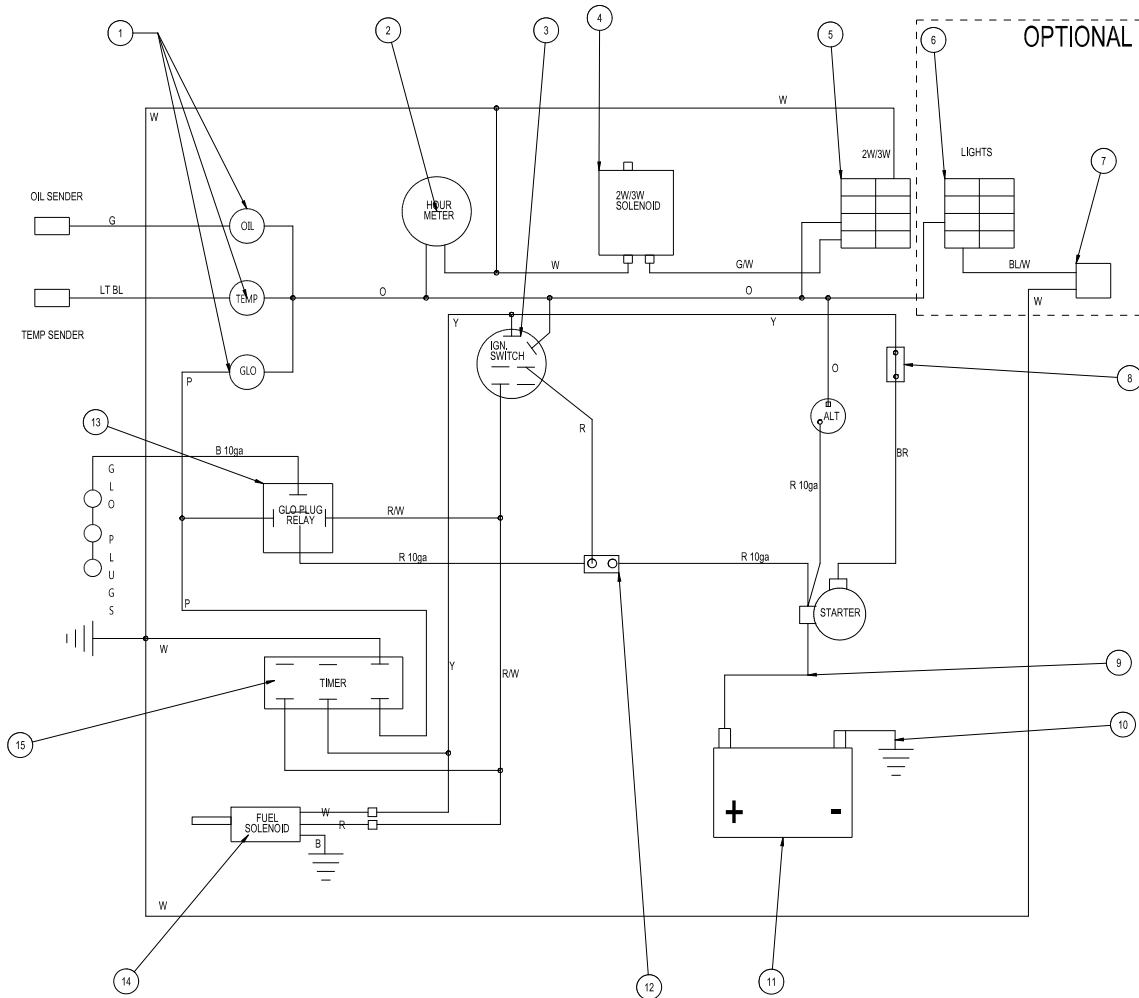 1
2
3
4
5
6
7
8
9
10
11
12
13
14
15
OPTIONAL
W
W
2W/3W
LIGHTS
OIL SENDER
G
OIL
HOUR
METER
2W/3W
SOLENOID
W
G/W
BL/W
W
LT BL
TEMP
O
O
TEMP SENDER
Y
Y
IGN.
SWITCH
GLO
P
O
ALT
R
BR
B 10ga
GLO PLUGS
GLO PLUG
RELAY
R/W
R 10ga
R 10ga
R 10ga
STARTER
P
W
Y
R/W
TIMER
FUEL
SOLENOID
W
R
B
+
-
W